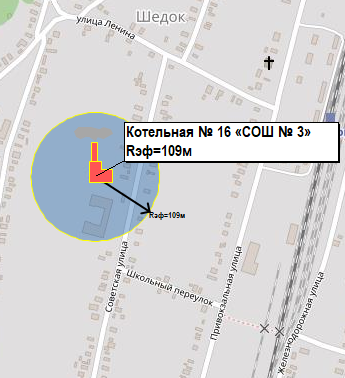 Шедок
улица Ленина
Котельная № 16 «СОШ № 3»
Rэф=109м
Rэф=109м
Советская улица
Школьный переулок
Привокзальная улица
Железнодорожная улица